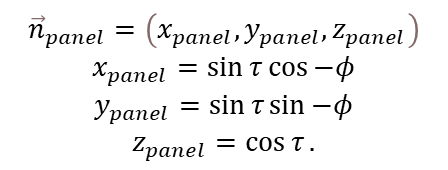 n⃗_panel = (x_panel, y_panel, z_panel)
x_panel = sin τ cos −ϕ
y_panel = sin τ sin −ϕ
z_panel = cos τ .